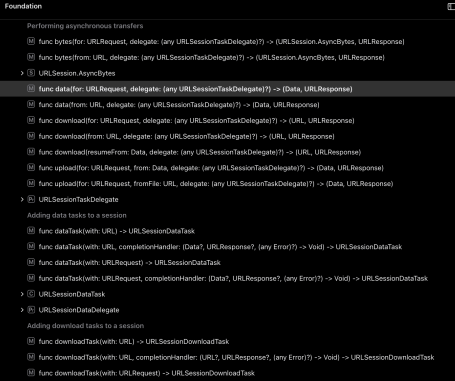 Foundation
Performing asynchronous transfers
M func bytes(for: URLRequest, delegate: (any URLSessionTaskDelegate)?) -> (URLSession.AsyncBytes, URLResponse)
M func bytes(from: URL, delegate: (any URLSessionTaskDelegate)?) -> (URLSession.AsyncBytes, URLResponse)
S URLSession.AsyncBytes
M func data(for: URLRequest, delegate: (any URLSessionTaskDelegate)?) -> (Data, URLResponse)
M func data(from: URL, delegate: (any URLSessionTaskDelegate)?) -> (Data, URLResponse)
M func download(for: URLRequest, delegate: (any URLSessionTaskDelegate)?) -> (URL, URLResponse)
M func download(from: URL, delegate: (any URLSessionTaskDelegate)?) -> (URL, URLResponse)
M func download(resumeFrom: Data, delegate: (any URLSessionTaskDelegate)?) -> (URL, URLResponse)
M func upload(for: URLRequest, from: Data, delegate: (any URLSessionTaskDelegate)?) -> (Data, URLResponse)
M func upload(for: URLRequest, fromFile: URL, delegate: (any URLSessionTaskDelegate)?) -> (Data, URLResponse)
Pr URLSessionTaskDelegate
Adding data tasks to a session
M func dataTask(with: URL) -> URLSessionDataTask
M func dataTask(with: URL, completionHandler: (Data?, URLResponse?, (any Error)?) -> Void) -> URLSessionDataTask
M func dataTask(with: URLRequest) -> URLSessionDataTask
M func dataTask(with: URLRequest, completionHandler: (Data?, URLResponse?, (any Error)?) -> Void) -> URLSessionDataTask
C URLSessionDataTask
Pr URLSessionDataDelegate
Adding download tasks to a session
M func downloadTask(with: URL) -> URLSessionDownloadTask
M func downloadTask(with: URL, completionHandler: (URL?, URLResponse?, (any Error)?) -> Void) -> URLSessionDownloadTask
M func downloadTask(with: URLRequest) -> URLSessionDownloadTask